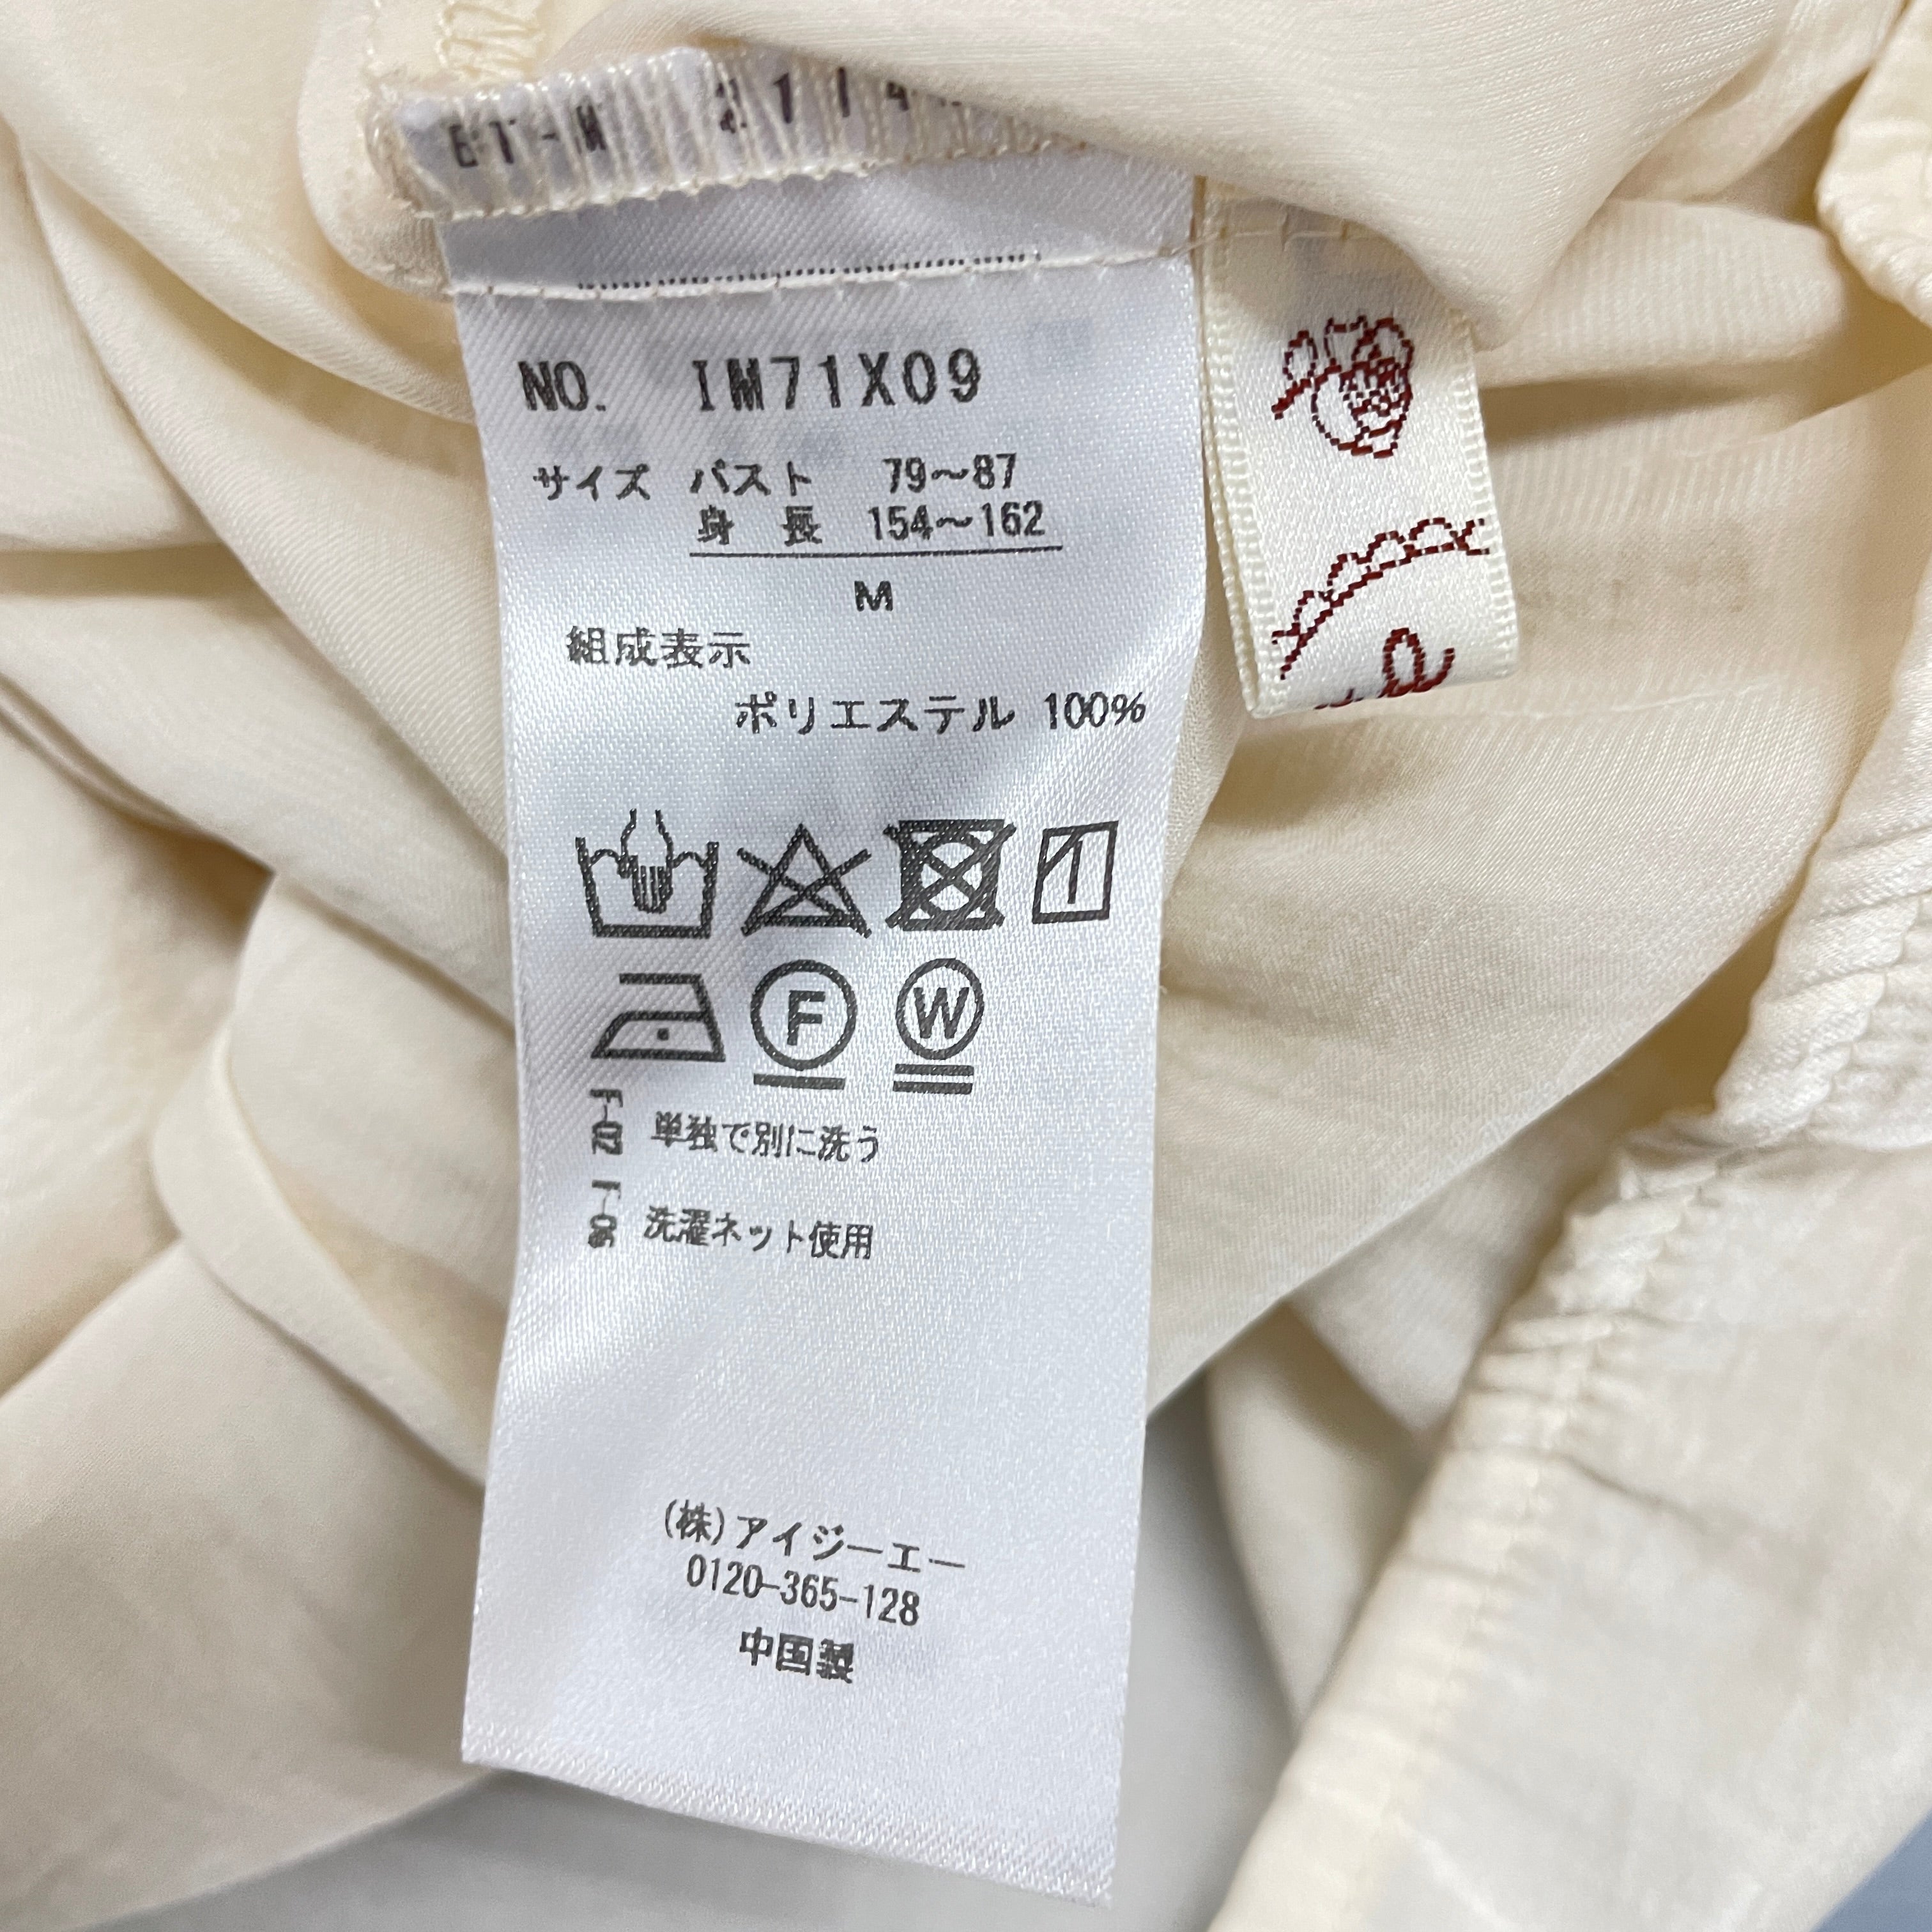 NO. IM71X09
サイズ バスト 79～87
身 長 154～162
M
組成表示
ポリエステル 100%
F
W
F-02 単独で別に洗う
F-06 洗濯ネット使用
(株)アイジーエー
0120-365-128
中国製